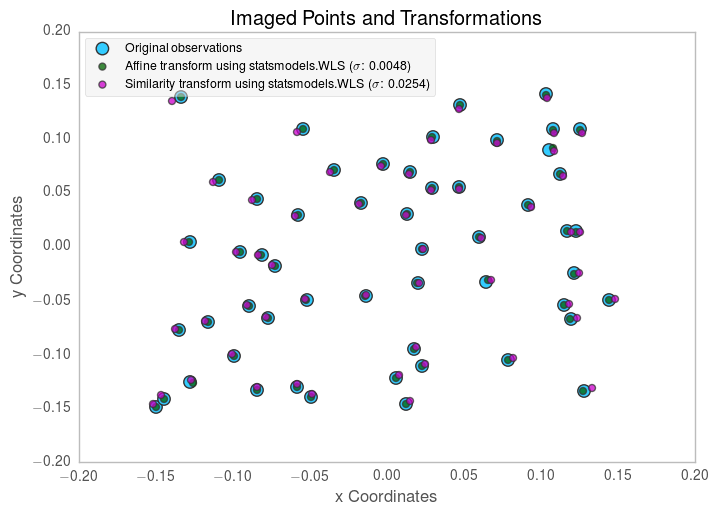 Imaged Points and Transformations
Original observations
Affine transform using statsmodels.WLS (σ: 0.0048)
Similarity transform using statsmodels.WLS (σ: 0.0254)
0.20
0.15
0.10
0.05
0.00
−0.05
−0.10
−0.15
−0.20
y Coordinates
−0.20 −0.15 −0.10 −0.05 0.00 0.05 0.10 0.15 0.20
x Coordinates